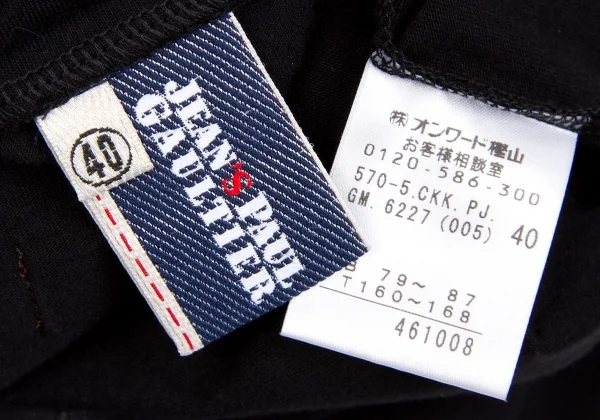 40
JEAN'S PAUL
GAULTIER
(株)オンワード樫山
お客様相談室
0120-586-300
570-5.CKK.PJ.
GM. 6227 (005) 40
B 79～ 87
T160～168
461008